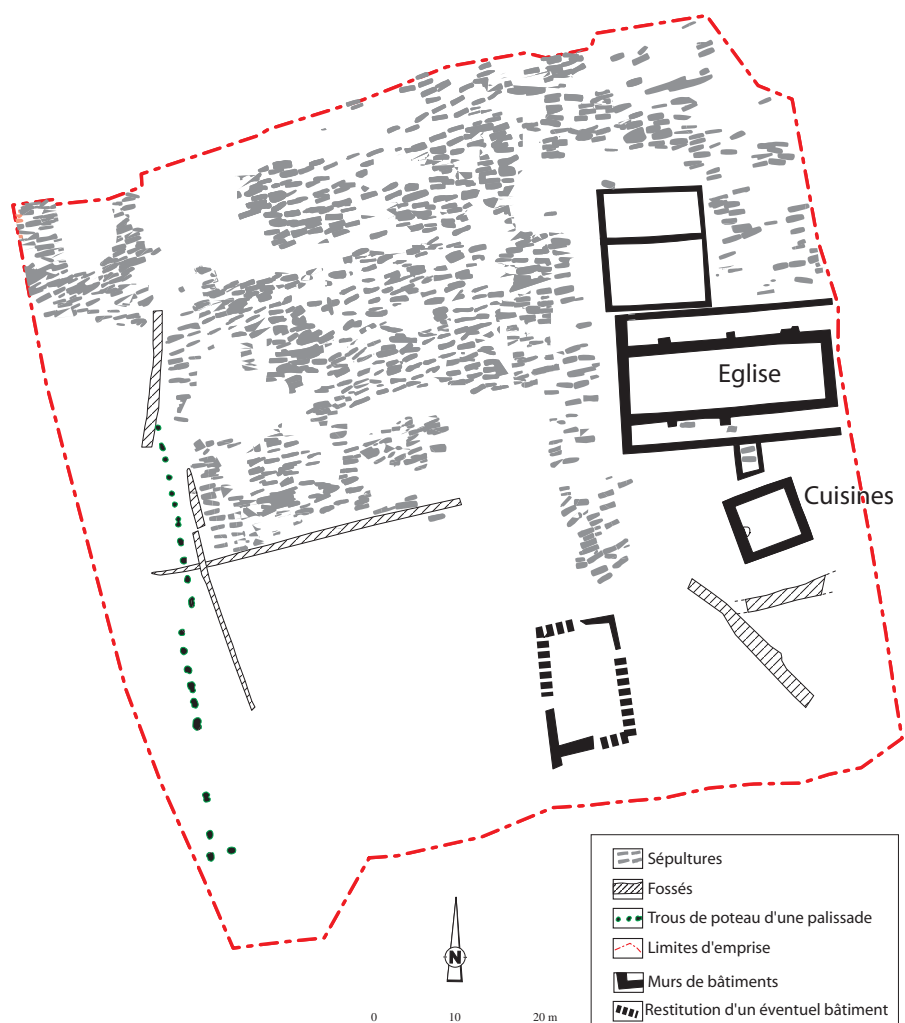 Eglise
Cuisines
Sépultures
Fossés
Trous de poteau d'une palissade
Limites d'emprise
Murs de bâtiments
Restitution d'un éventuel bâtiment
N
0 10 20 m